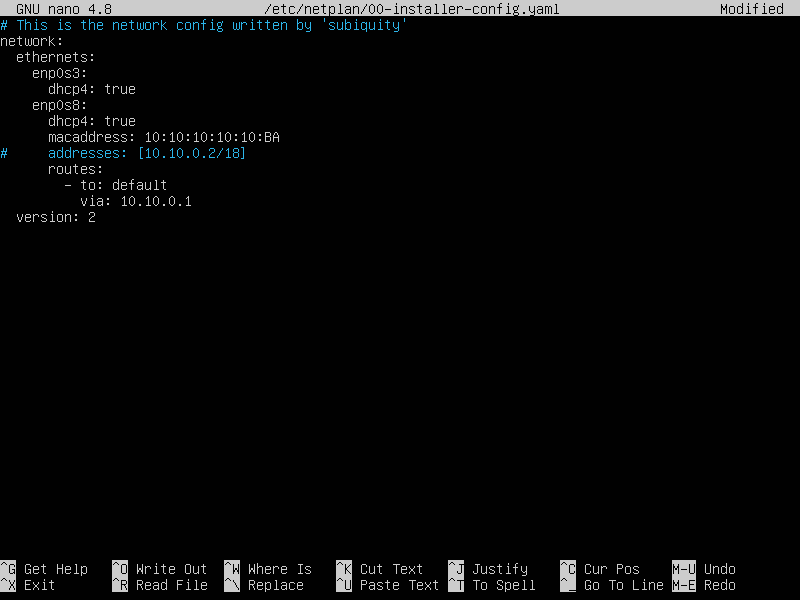 GNU nano 4.8 /etc/netplan/00-installer-config.yaml Modified
# This is the network config written by 'subiquity'
network:
  ethernets:
    enp0s3:
      dhcp4: true
    enp0s8:
      dhcp4: true
      macaddress: 10:10:10:10:10:BA
#     addresses: [10.10.0.2/18]
      routes:
        - to: default
          via: 10.10.0.1
  version: 2
^G Get Help ^O Write Out ^W Where Is ^K Cut Text ^J Justify ^C Cur Pos M-U Undo
^X Exit ^R Read File ^\ Replace ^U Paste Text ^T To Spell ^_ Go To Line M-E Redo